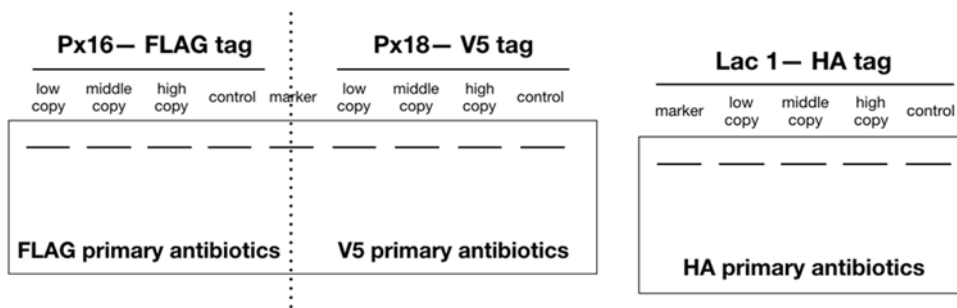 Px16— FLAG tag
low copy middle copy high copy control marker
FLAG primary antibiotics
Px18— V5 tag
low copy middle copy high copy control
V5 primary antibiotics
Lac 1— HA tag
marker low copy middle copy high copy control
HA primary antibiotics